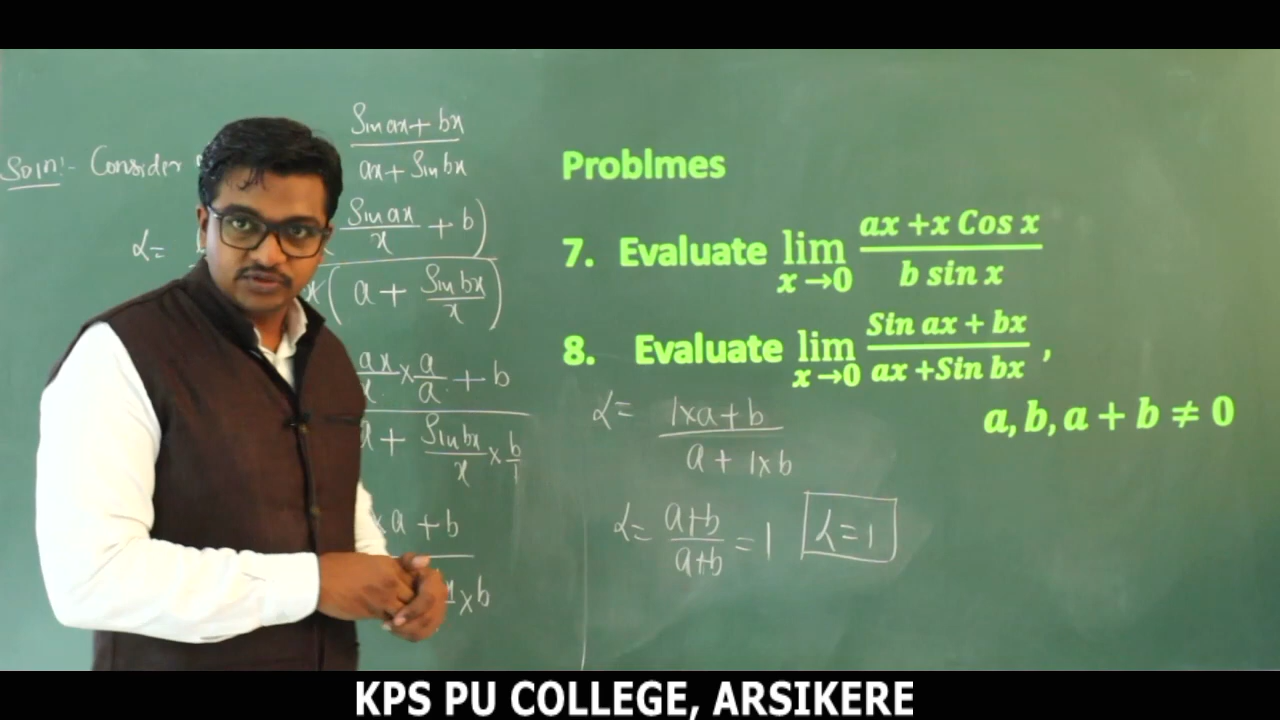 Soln:- Consider
Sin ax + bx
ax + Sin bx
α =
Sin ax
x
+ b)
x( a + Sin bx
x
)
ax
x
× a
a
+ b
a + Sin bx
x
× b
1
×a + b
×b
Problmes
7. Evaluate lim x→0 ax +x Cos x
b sin x
8. Evaluate lim x→0 Sin ax + bx
ax +Sin bx ,
a, b, a + b ≠ 0
α = 1×a + b
a + 1×b
α = a+b
a+b
= 1
α = 1
KPS PU COLLEGE, ARSIKERE